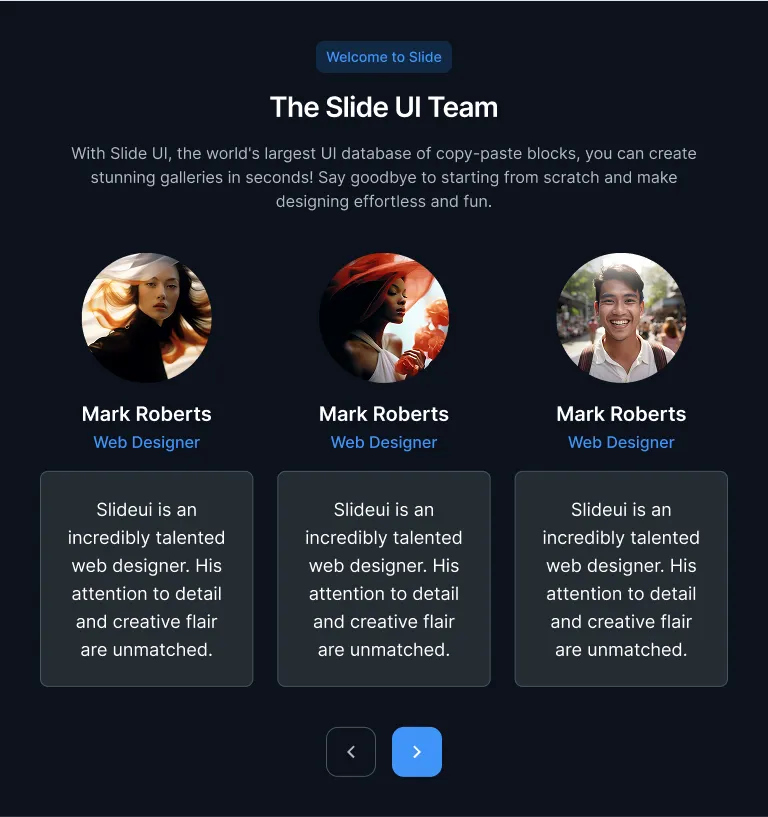 Welcome to Slide
The Slide UI Team
With Slide UI, the world's largest UI database of copy-paste blocks, you can create
stunning galleries in seconds! Say goodbye to starting from scratch and make
designing effortless and fun.
Mark Roberts
Web Designer
Slideui is an
incredibly talented
web designer. His
attention to detail
and creative flair
are unmatched.
Mark Roberts
Web Designer
Slideui is an
incredibly talented
web designer. His
attention to detail
and creative flair
are unmatched.
Mark Roberts
Web Designer
Slideui is an
incredibly talented
web designer. His
attention to detail
and creative flair
are unmatched.